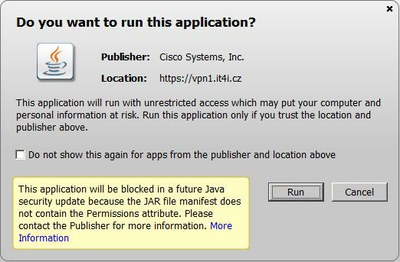 Do you want to run this application?
Publisher: Cisco Systems, Inc.
Location: https://vpn1.it4i.cz
This application will run with unrestricted access which may put your computer and
personal information at risk. Run this application only if you trust the location and
publisher above.
Do not show this again for apps from the publisher and location above
This application will be blocked in a future Java
security update because the JAR file manifest does
not contain the Permissions attribute. Please
contact the Publisher for more information. More
Information
Run
Cancel